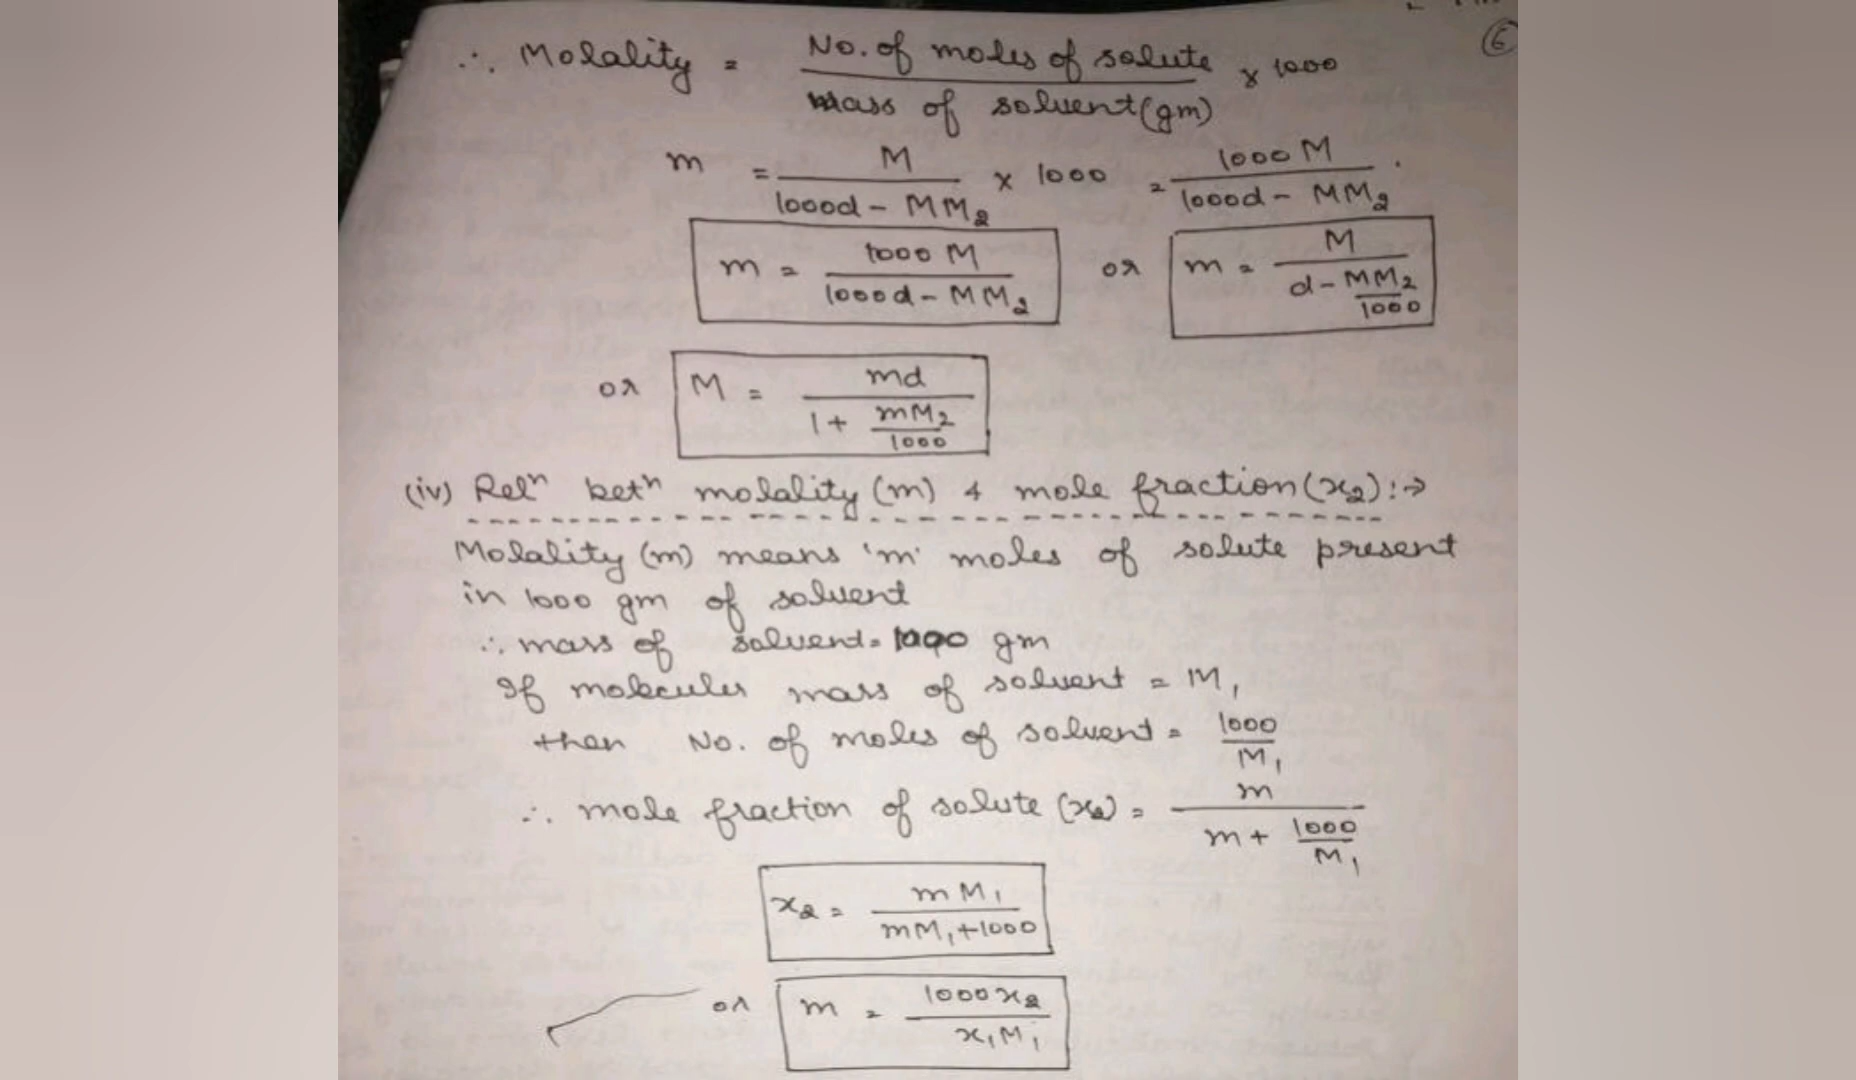 6
∴ Molality = No. of moles of solute / mass of solvent(gm) × 1000
m = M / 1000d - MM₂ × 1000 = 1000 M / 1000d - MM₂ .
m = 1000 M / 1000d - MM₂ or m = M / d - MM₂/1000
or M = md / 1 + mM₂/1000
(iv) Relⁿ betⁿ molality (m) & mole fraction (x₂) :→
Molality (m) means 'm' moles of solute present
in 1000 gm of solvent
∴ mass of solvent = 1000 gm
If molecular mass of solvent = M₁
then No. of moles of solvent = 1000 / M₁
∴ mole fraction of solute (x₂) = m / m + 1000/M₁
x₂ = mM₁ / mM₁ + 1000
or m = 1000x₂ / x₁M₁